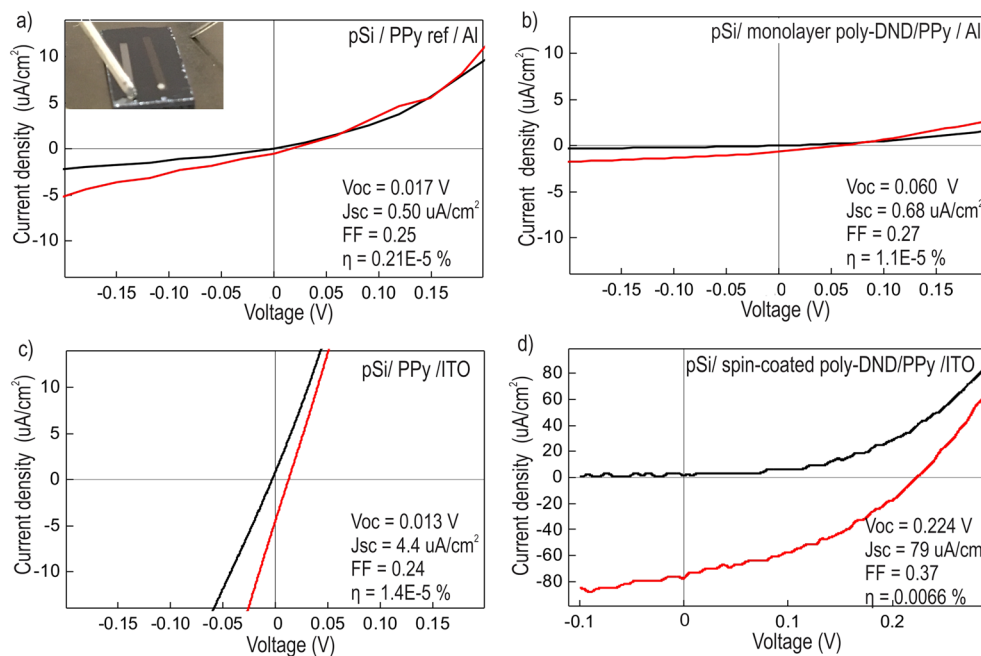 a)
pSi / PPy ref / Al
Current density (uA/cm²)
10
5
0
-5
-10
Voc = 0.017 V
Jsc = 0.50 uA/cm²
FF = 0.25
η = 0.21E-5 %
-0.15 -0.10 -0.05 0 0.05 0.10 0.15
Voltage (V)
b)
pSi/ monolayer poly-DND/PPy / Al
Current density (uA/cm²)
10
5
0
-5
-10
Voc = 0.060 V
Jsc = 0.68 uA/cm²
FF = 0.27
η = 1.1E-5 %
-0.15 -0.10 -0.05 0 0.05 0.10
Voltage (V)
c)
pSi/ PPy /ITO
Current density (uA/cm²)
10
5
0
-5
-10
Voc = 0.013 V
Jsc = 4.4 uA/cm²
FF = 0.24
η = 1.4E-5 %
-0.15 -0.10 -0.05 0 0.05 0.10 0.15
Voltage (V)
d)
pSi/ spin-coated poly-DND/PPy /ITO
Current density (uA/cm²)
80
60
40
20
0
-20
-40
-60
-80
Voc = 0.224 V
Jsc = 79 uA/cm
FF = 0.37
η = 0.0066 %
-0.1 0 0.1 0.2
Voltage (V)